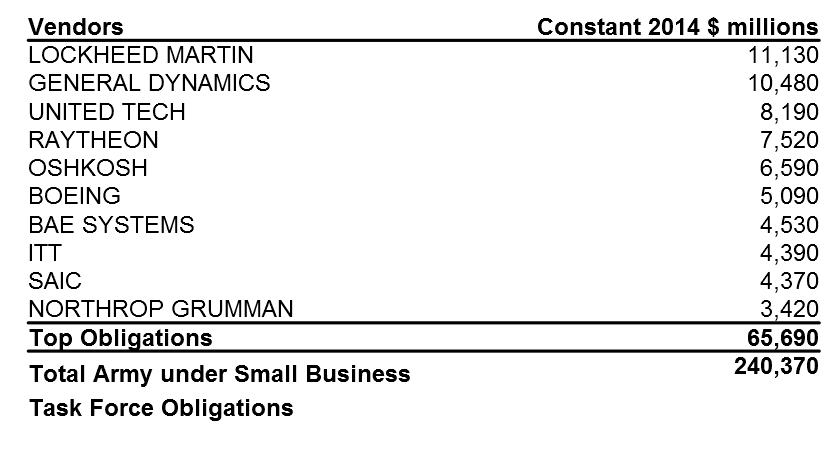 Vendors Constant 2014 $ millions
LOCKHEED MARTIN 11,130
GENERAL DYNAMICS 10,480
UNITED TECH 8,190
RAYTHEON 7,520
OSHKOSH 6,590
BOEING 5,090
BAE SYSTEMS 4,530
ITT 4,390
SAIC 4,370
NORTHROP GRUMMAN 3,420
Top Obligations 65,690
Total Army under Small Business 240,370
Task Force Obligations